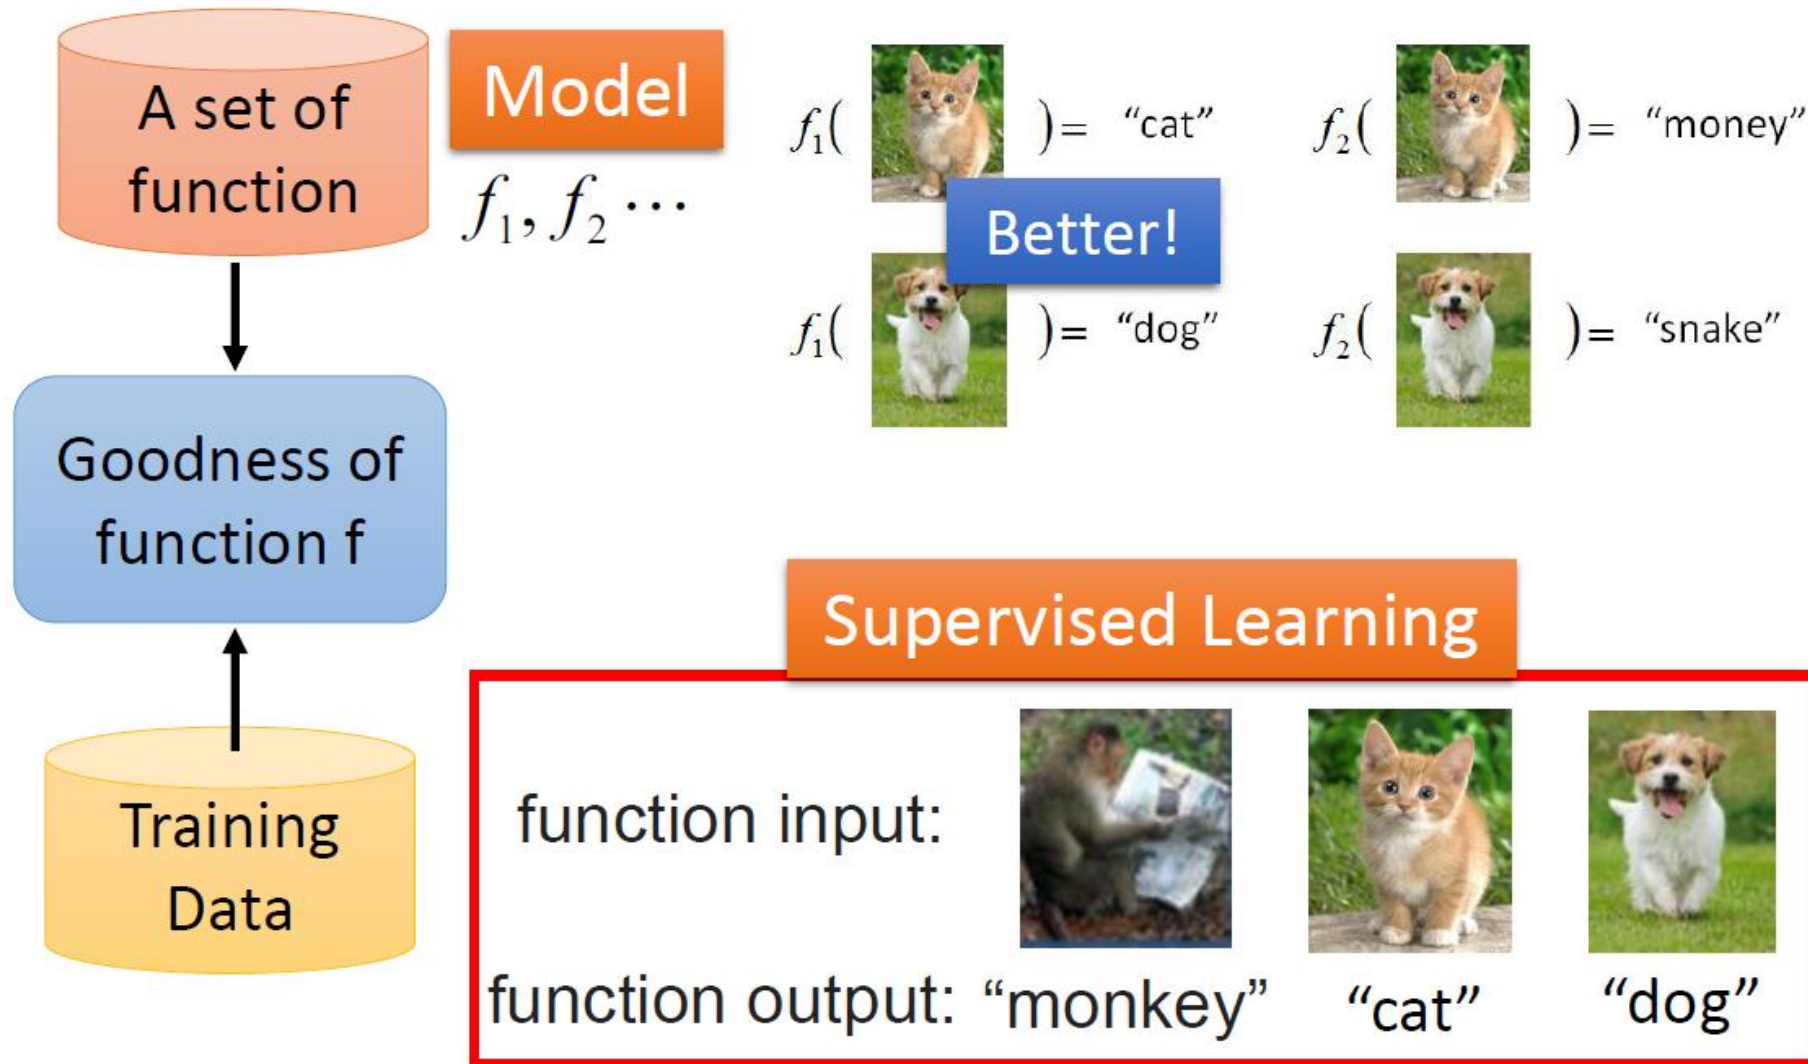 A set of
function
Model
f₁, f₂ ⋯
f₁( ) = “cat”
f₂( ) = “money”
Better!
f₁( ) = “dog”
f₂( ) = “snake”
Goodness of
function f
Supervised Learning
Training
Data
function input:
function output: “monkey” “cat” “dog”